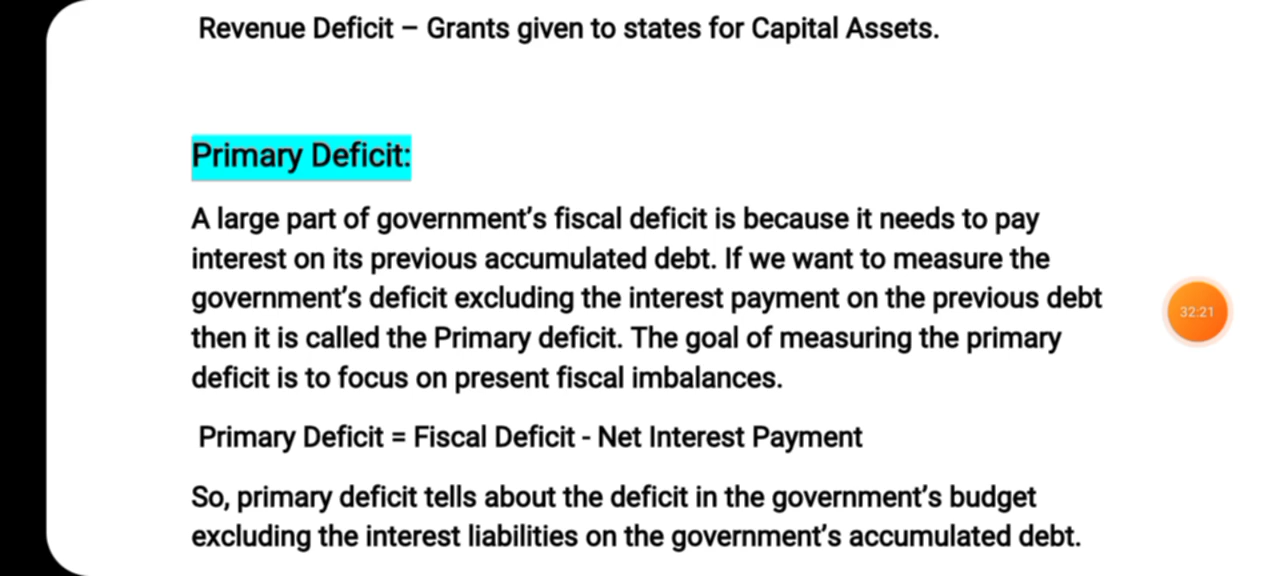 Revenue Deficit – Grants given to states for Capital Assets.
Primary Deficit:
A large part of government’s fiscal deficit is because it needs to pay
interest on its previous accumulated debt. If we want to measure the
government’s deficit excluding the interest payment on the previous debt
then it is called the Primary deficit. The goal of measuring the primary
deficit is to focus on present fiscal imbalances.
Primary Deficit = Fiscal Deficit - Net Interest Payment
So, primary deficit tells about the deficit in the government’s budget
excluding the interest liabilities on the government’s accumulated debt.
32:21